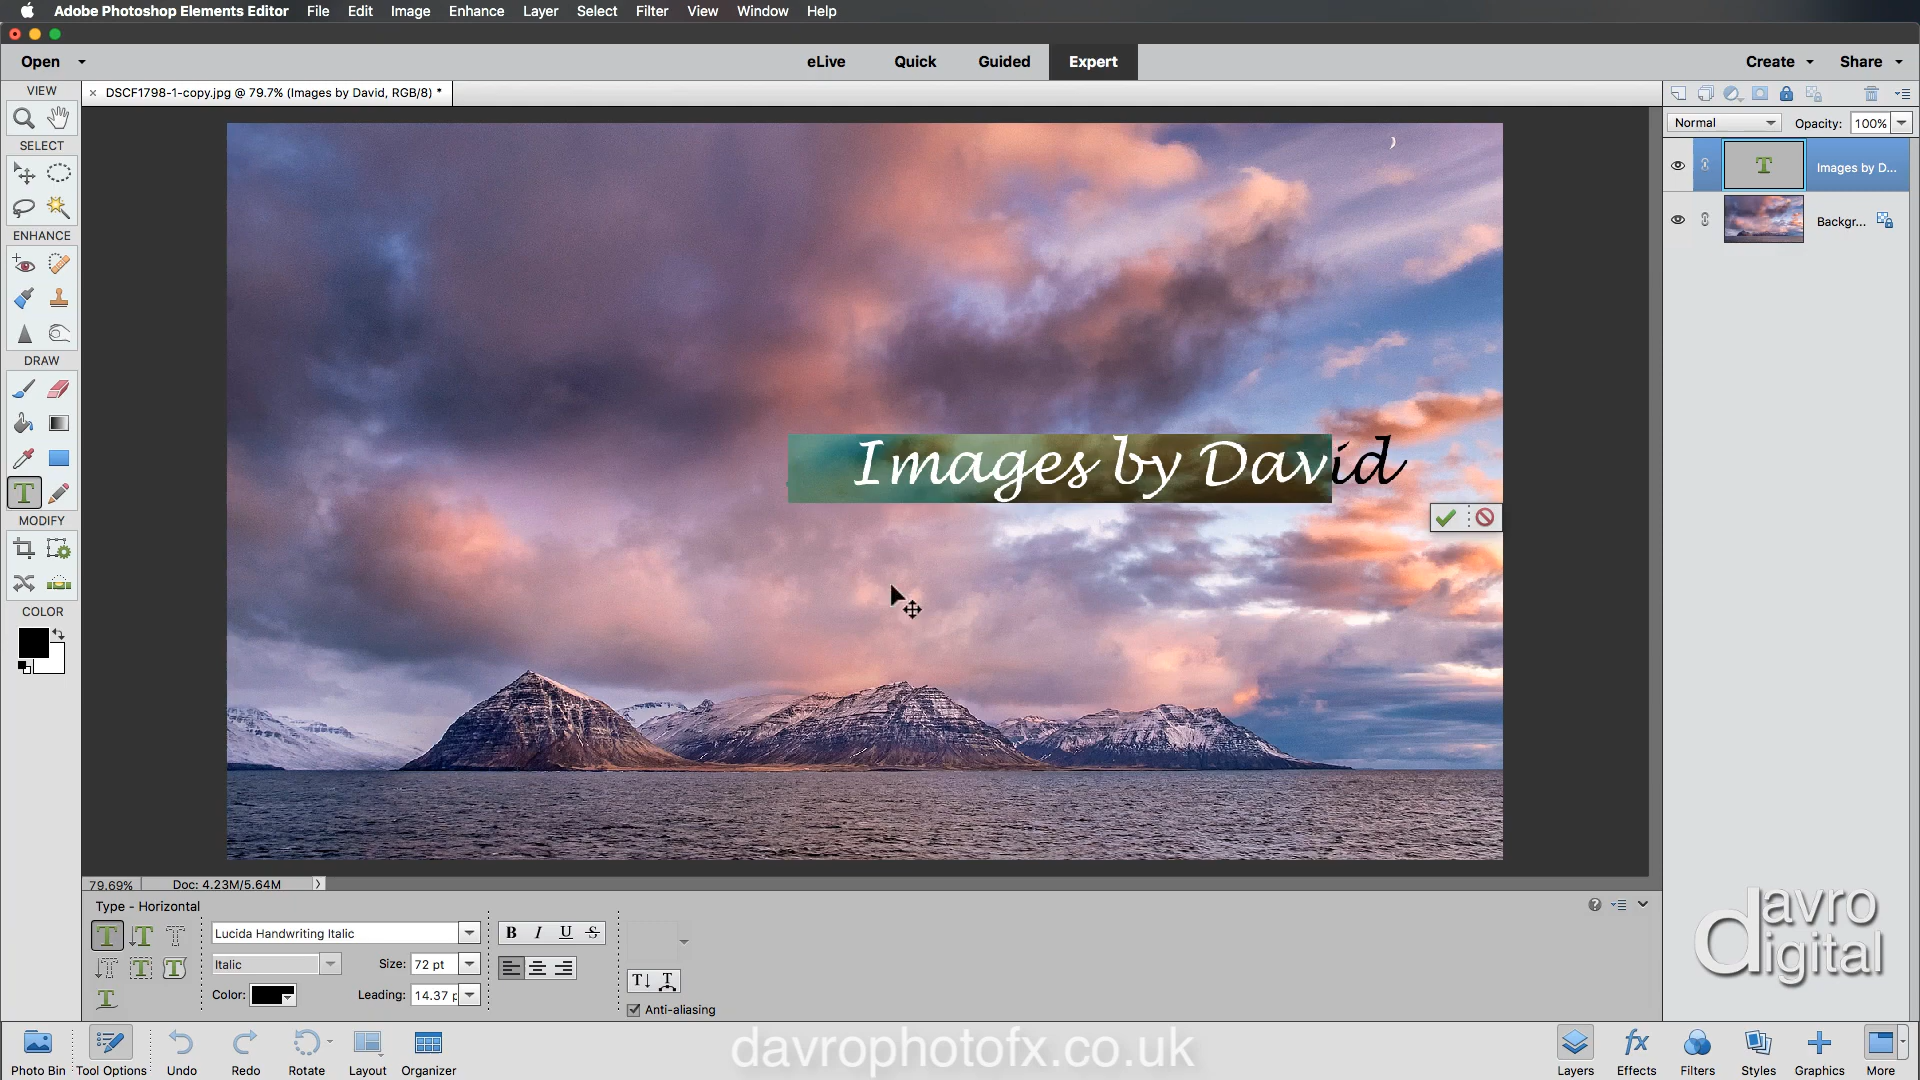 Adobe Photoshop Elements Editor File Edit Image Enhance Layer Select Filter View Window Help
Open eLive Quick Guided Expert Create Share
VIEW
× DSCF1798-1-copy.jpg @ 79.7% (Images by David, RGB/8) *
Normal Opacity: 100%
SELECT
Images by D...
Backgr...
ENHANCE
DRAW
Images by David
MODIFY
COLOR
79.69% Doc: 4.23M/5.64M
Type - Horizontal
Lucida Handwriting Italic B I U S
Italic Size: 72 pt
Color: Leading: 14.37 p
Anti-aliasing
davro
digital
davrophotofx.co.uk
Photo Bin Tool Options Undo Redo Rotate Layout Organizer Layers Effects Filters Styles Graphics More